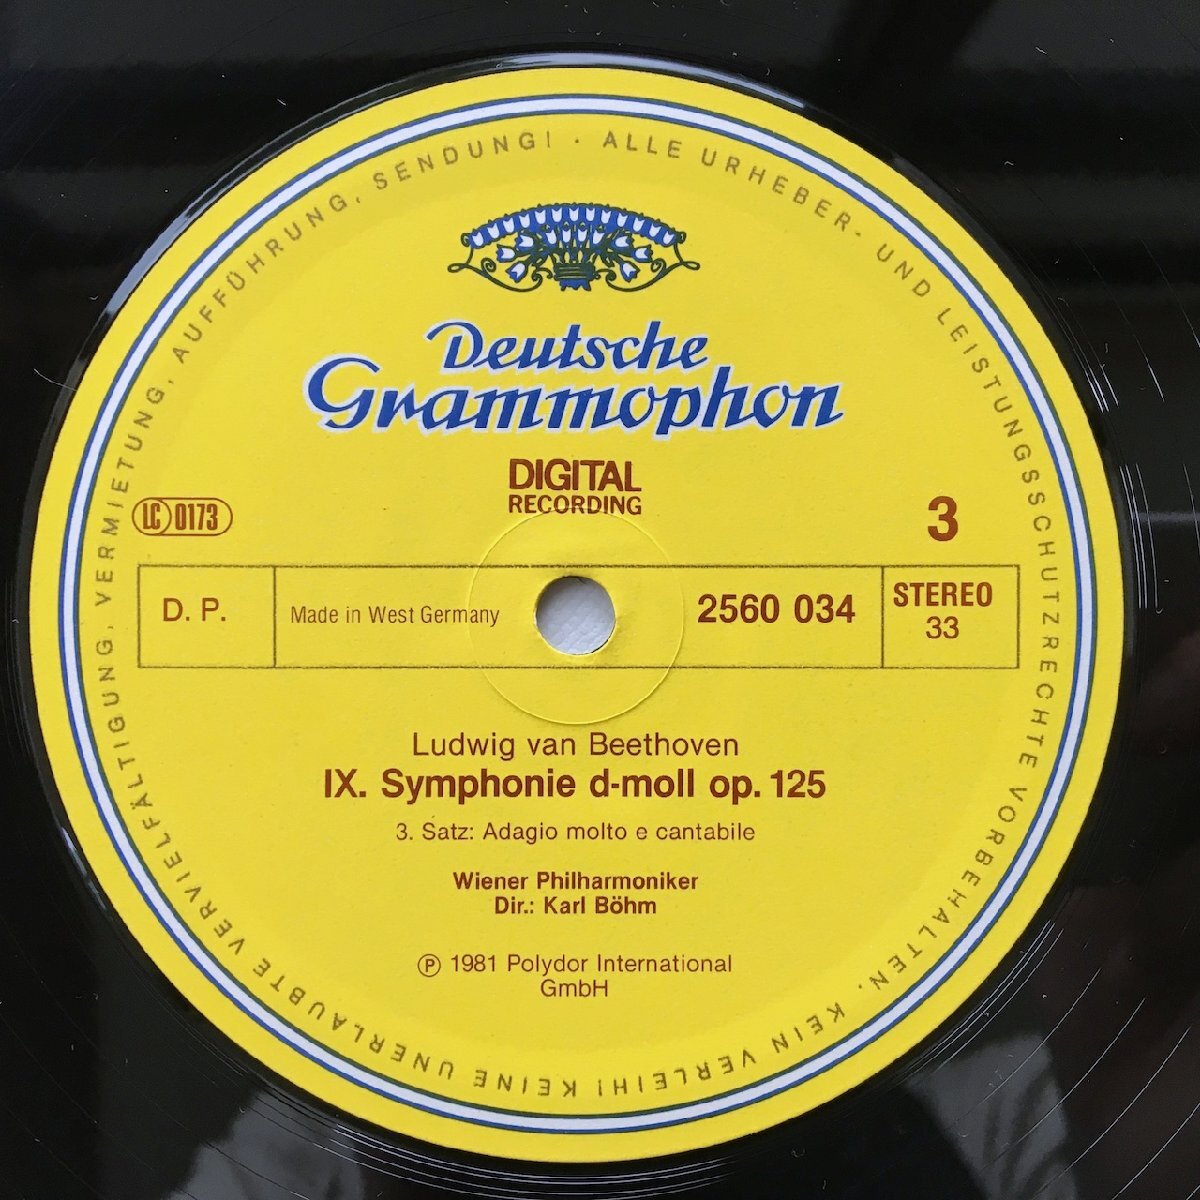 ALLE URHEBER- UND LEISTUNGSSCHUTZRECHTE VORBEHALTEN. KEIN VERLEIH! KEINE UNERLAUBTE VERVIELFÄLTIGUNG, VERMIETUNG, AUFFÜHRUNG, SENDUNG! ·
Deutsche
Grammophon
DIGITAL
RECORDING
LC 0173
3
D. P.
Made in West Germany
2560 034
STEREO
33
Ludwig van Beethoven
IX. Symphonie d-moll op. 125
3. Satz: Adagio molto e cantabile
Wiener Philharmoniker
Dir.: Karl Böhm
℗ 1981 Polydor International
GmbH